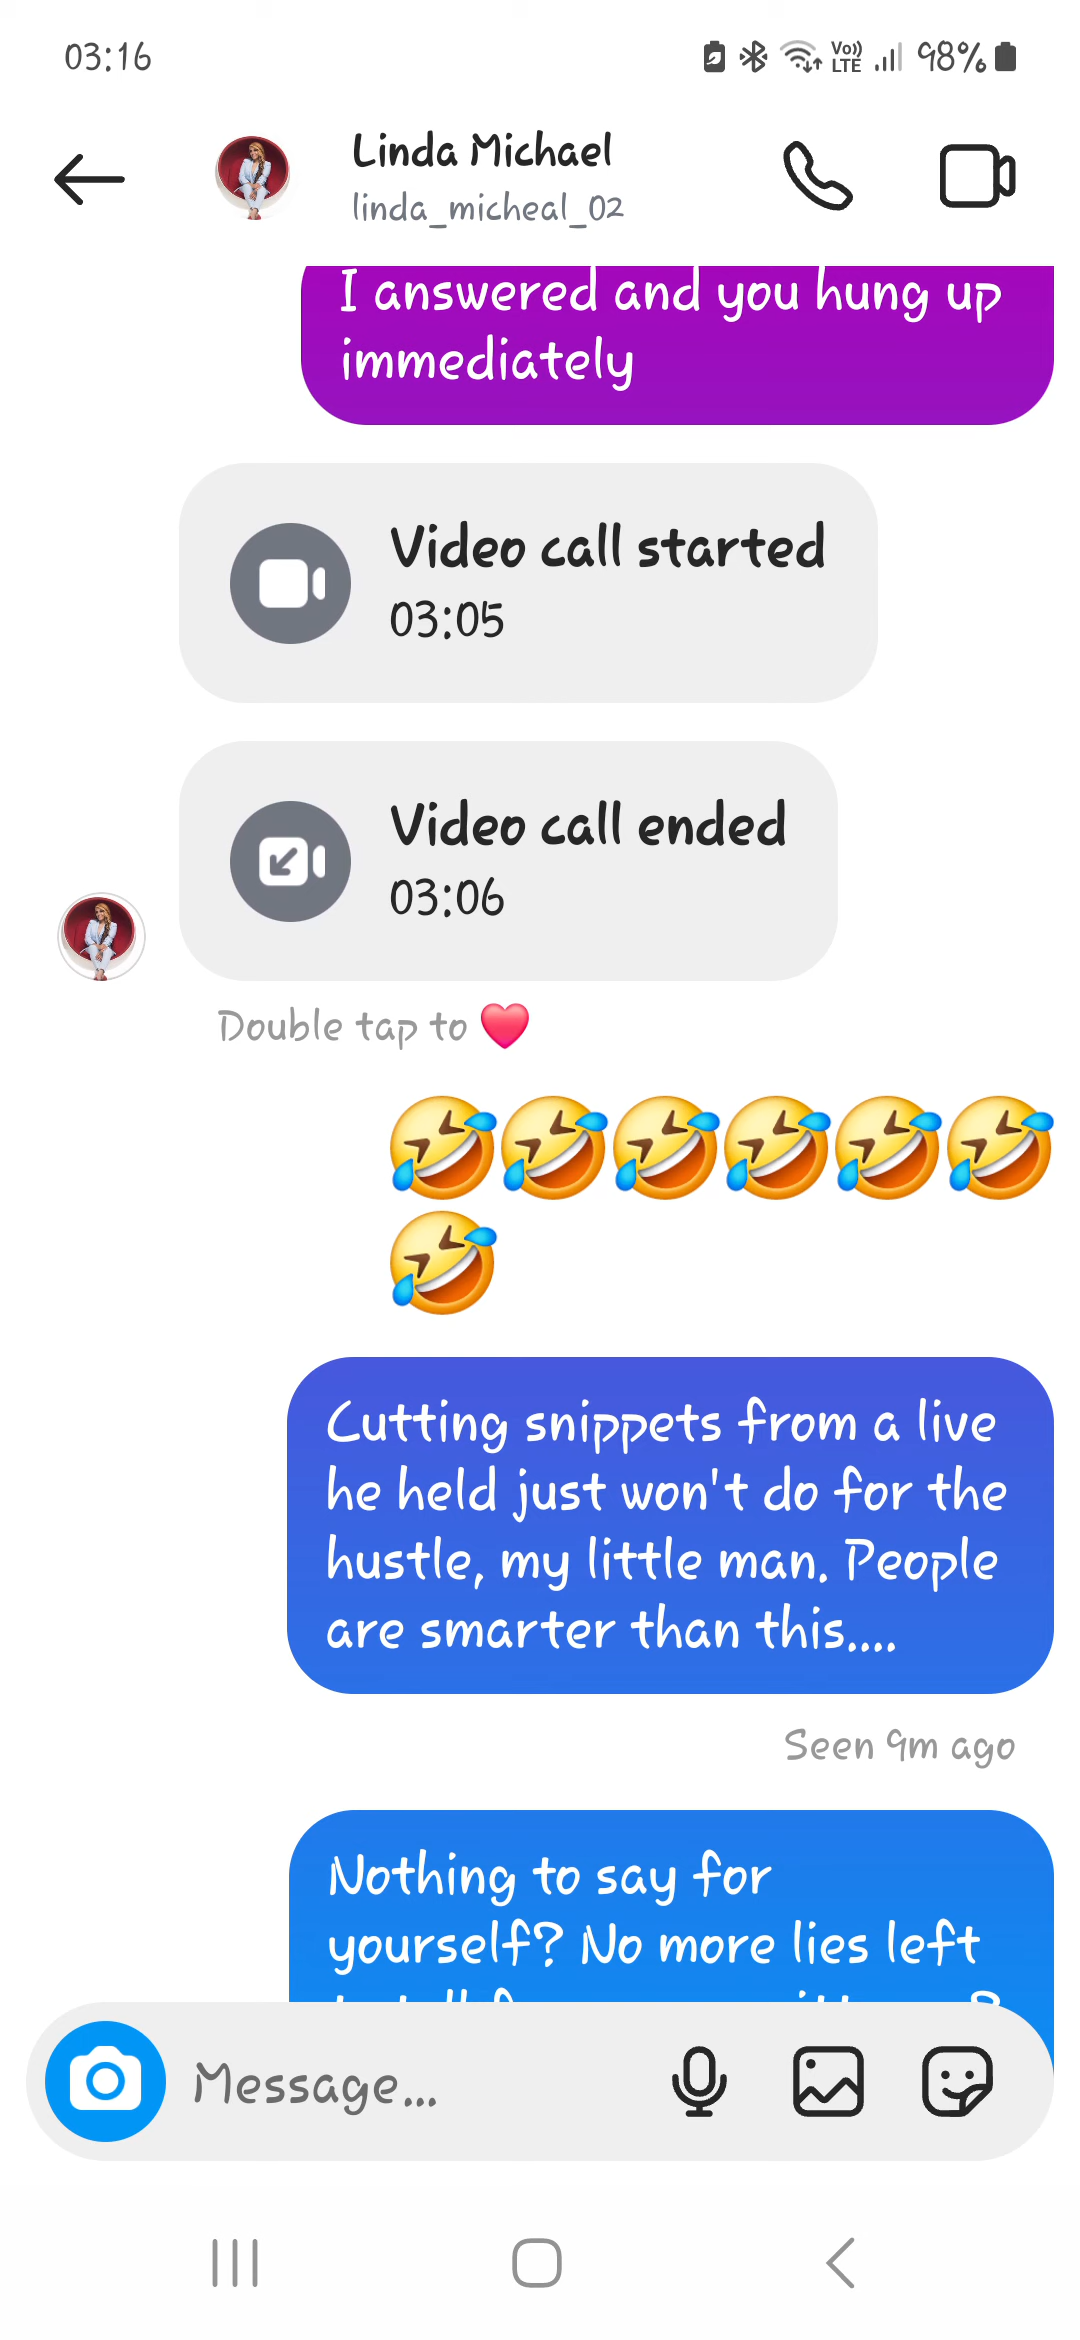 03:16
Vo))
LTE
98%
Linda Michael
linda_micheal_02
I answered and you hung up
immediately
Video call started
03:05
Video call ended
03:06
Double tap to ❤️
🤣🤣🤣🤣🤣🤣
🤣
Cutting snippets from a live
he held just won't do for the
hustle, my little man. People
are smarter than this....
Seen 9m ago
Nothing to say for
yourself? No more lies left
Message...